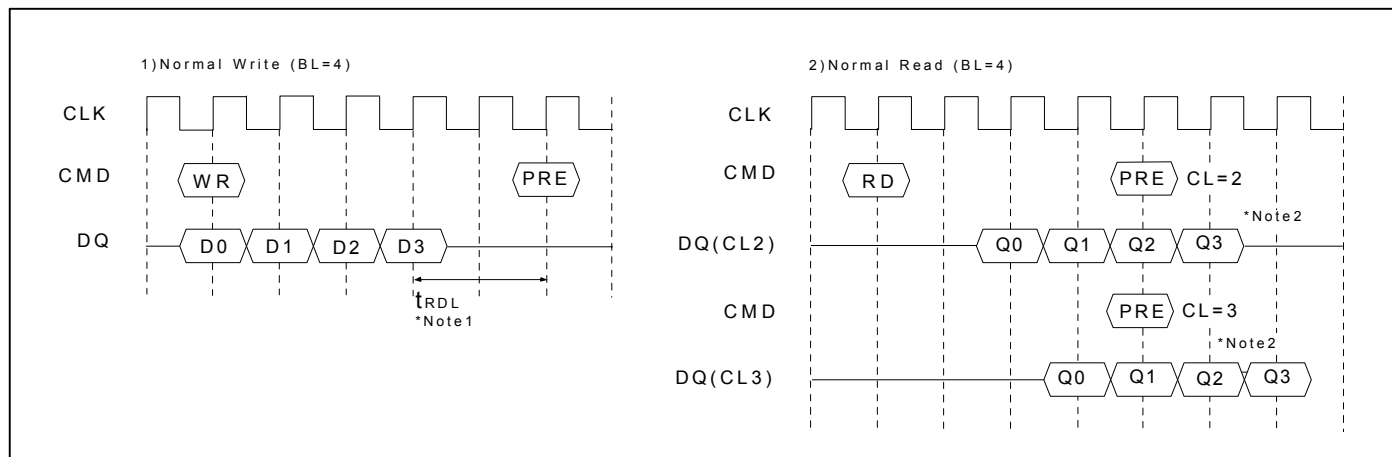 1)Normal Write (BL=4)
CLK
CMD
WR
PRE
DQ
D0 D1 D2 D3
tRDL
*Note1
2)Normal Read (BL=4)
CLK
CMD
RD
PRE CL=2
*Note2
DQ(CL2)
Q0 Q1 Q2 Q3
CMD
PRE CL=3
*Note2
DQ(CL3)
Q0 Q1 Q2 Q3